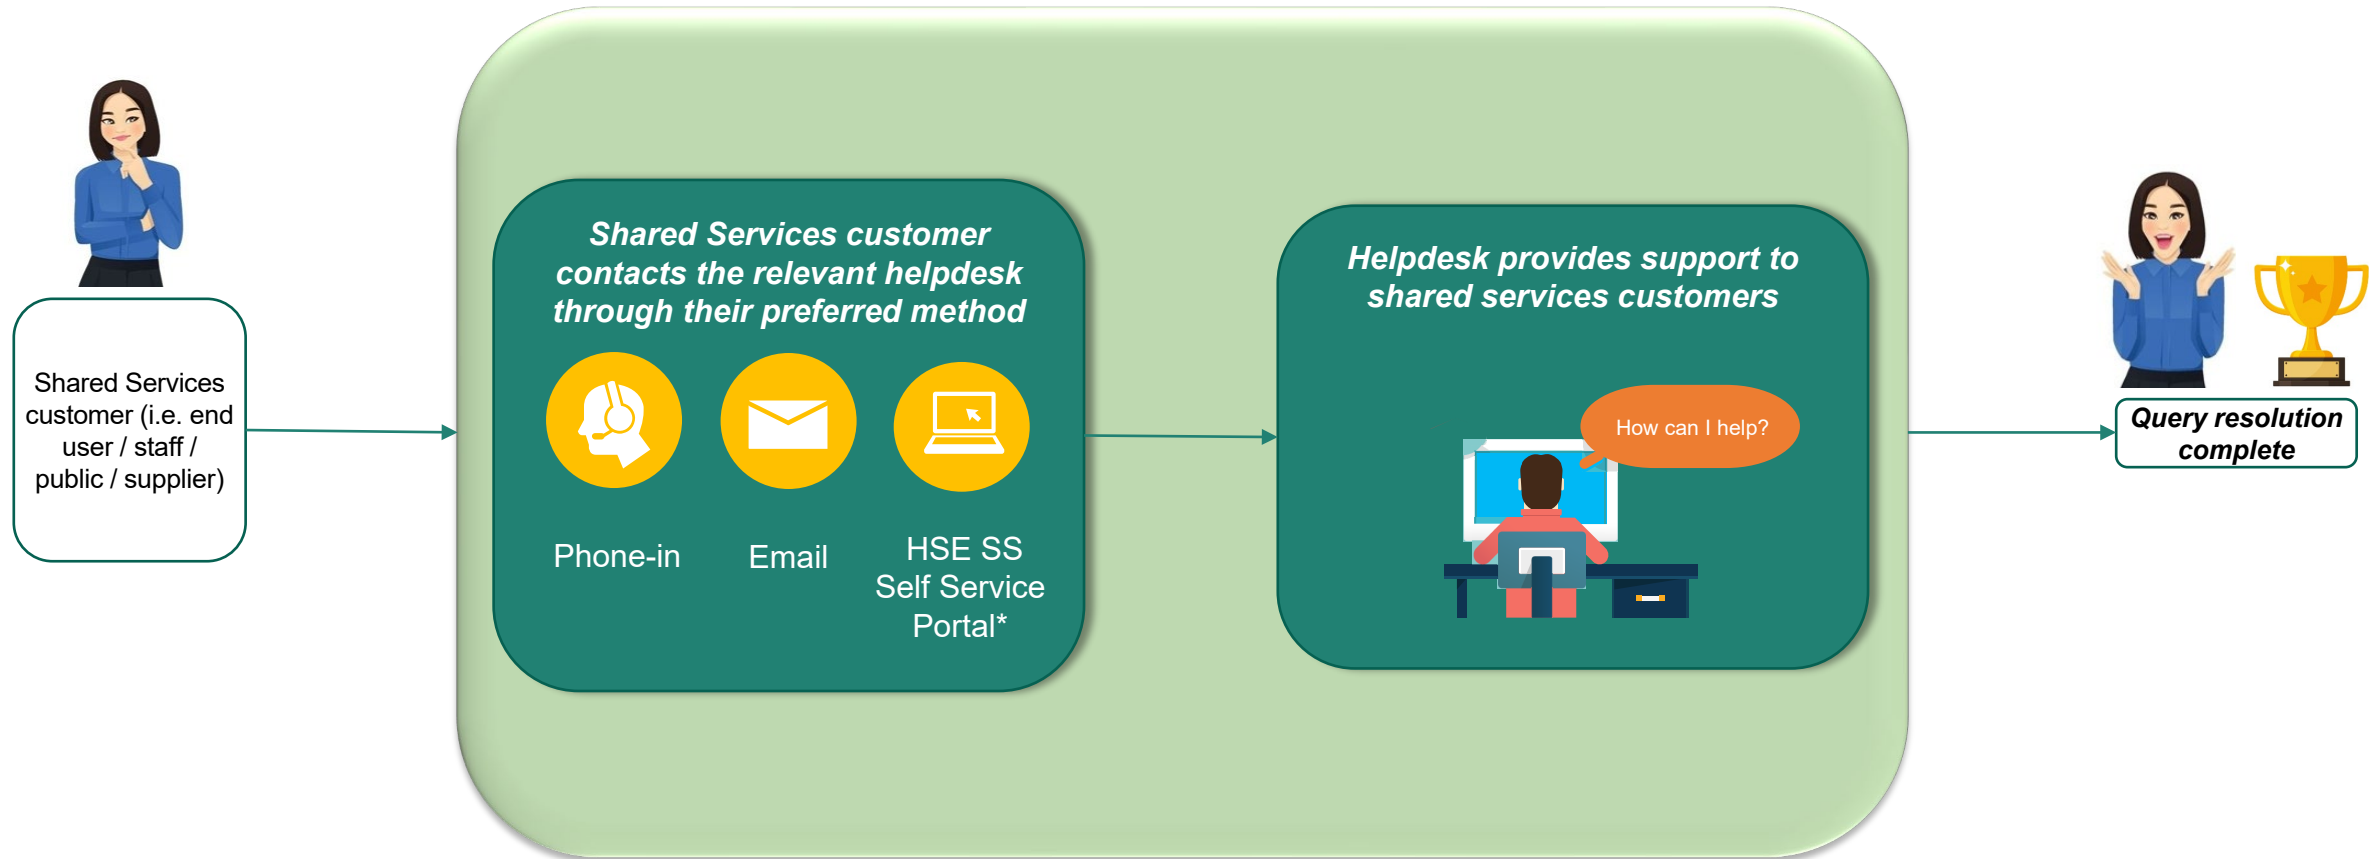 Shared Services
customer (i.e. end
user / staff /
public / supplier)
Shared Services customer
contacts the relevant helpdesk
through their preferred method
Phone-in
Email
HSE SS
Self Service
Portal*
Helpdesk provides support to
shared services customers
How can I help?
Query resolution
complete